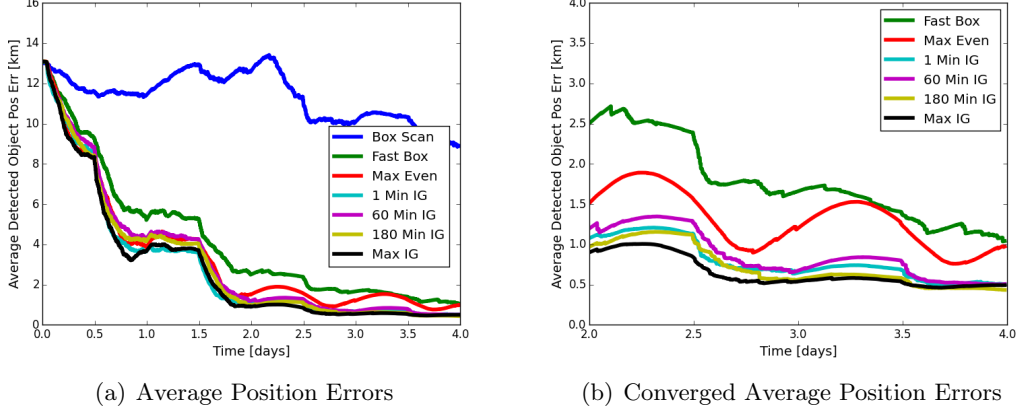 16
14
12
10
8
6
4
2
0
0.0 0.5 1.0 1.5 2.0 2.5 3.0 3.5 4.0
Average Detected Object Pos Err [km]
Time [days]
Box Scan
Fast Box
Max Even
1 Min IG
60 Min IG
180 Min IG
Max IG
(a) Average Position Errors
4.0
3.5
3.0
2.5
2.0
1.5
1.0
0.5
0.0
2.0 2.5 3.0 3.5 4.0
Average Detected Object Pos Err [km]
Time [days]
Fast Box
Max Even
1 Min IG
60 Min IG
180 Min IG
Max IG
(b) Converged Average Position Errors